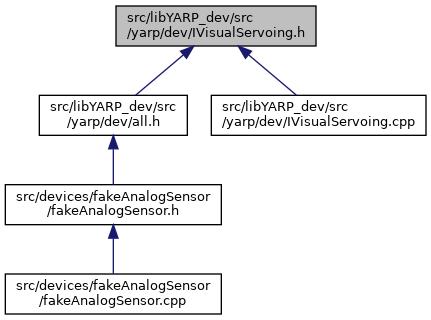 src/libYARP_dev/src
/yarp/dev/IVisualServoing.h
src/libYARP_dev/src
/yarp/dev/all.h
src/libYARP_dev/src
/yarp/dev/IVisualServoing.cpp
src/devices/fakeAnalogSensor
/fakeAnalogSensor.h
src/devices/fakeAnalogSensor
/fakeAnalogSensor.cpp